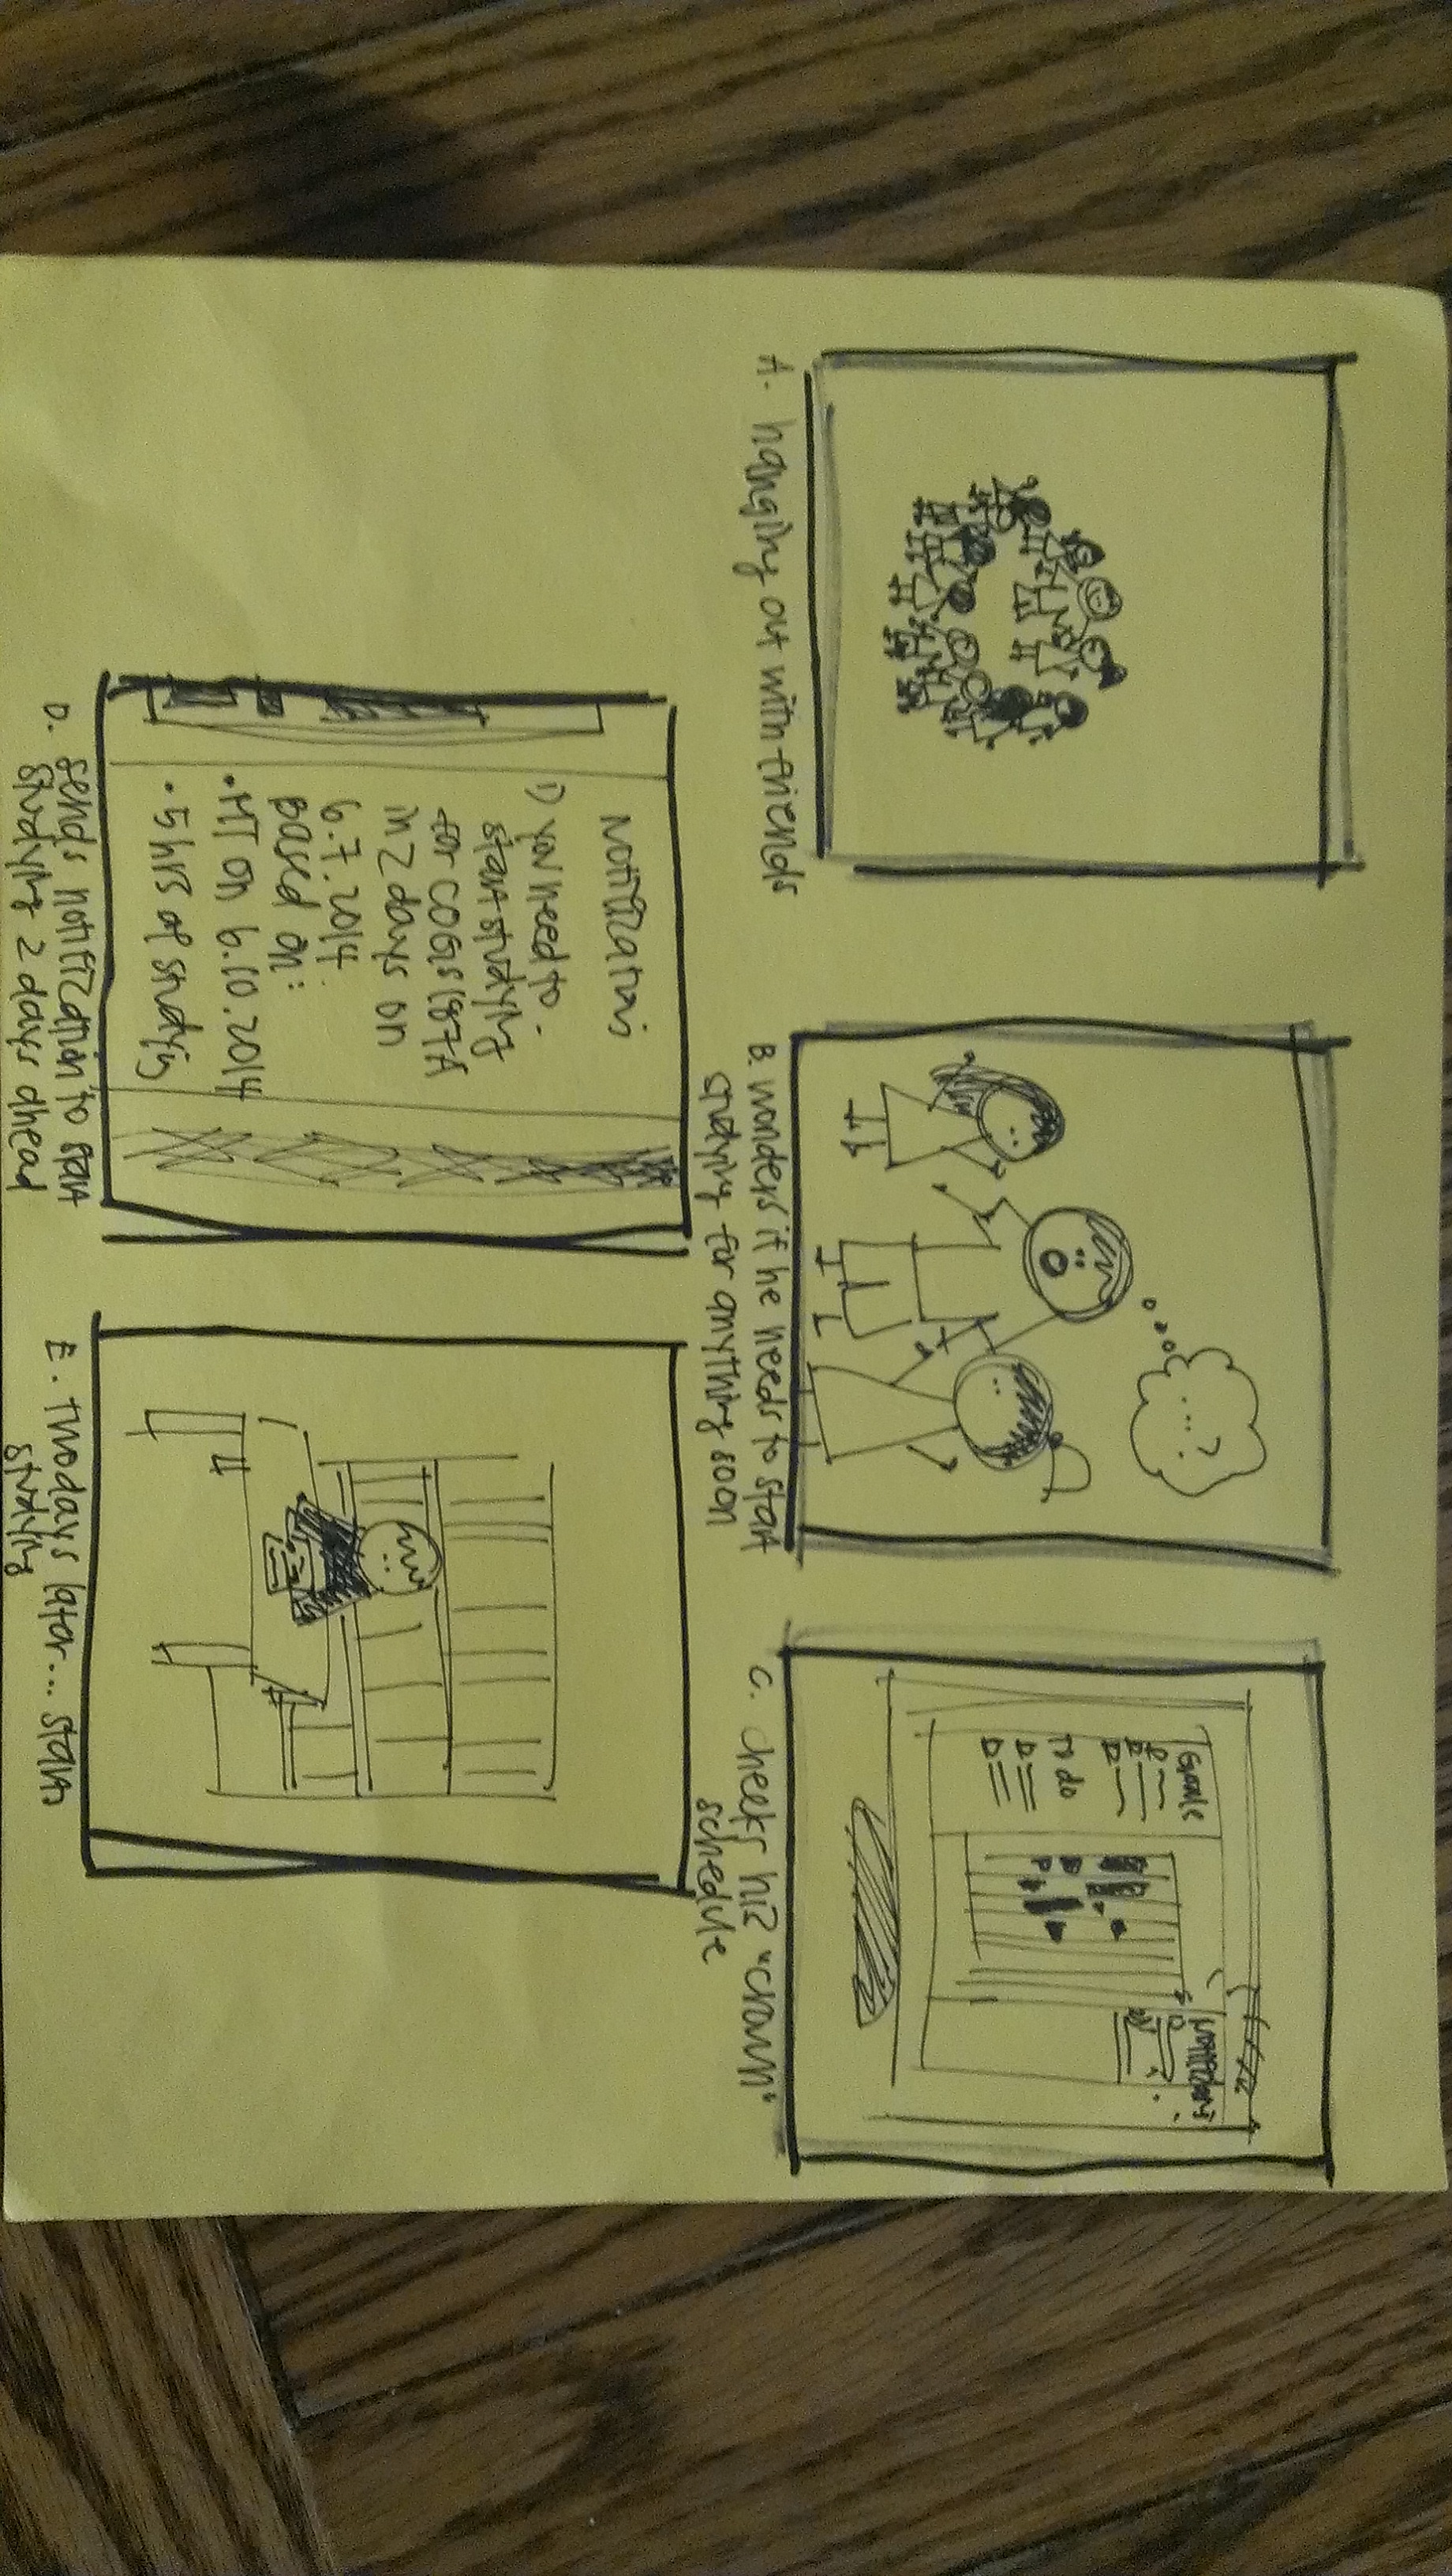 A. hanging out with friends
B. wonders if he needs to start
studying for anything soon
Goals
To do
Notifications
C. checks his "cramr"
schedule
Notifications
1) you need to
start studying
for COGS187A
in 2 days on
6.7.2014
based on:
• MT on 6.10.2014
• 5 hrs of studying
D. sends notification to start
studying 2 days ahead
E. Two days later... starts
studying